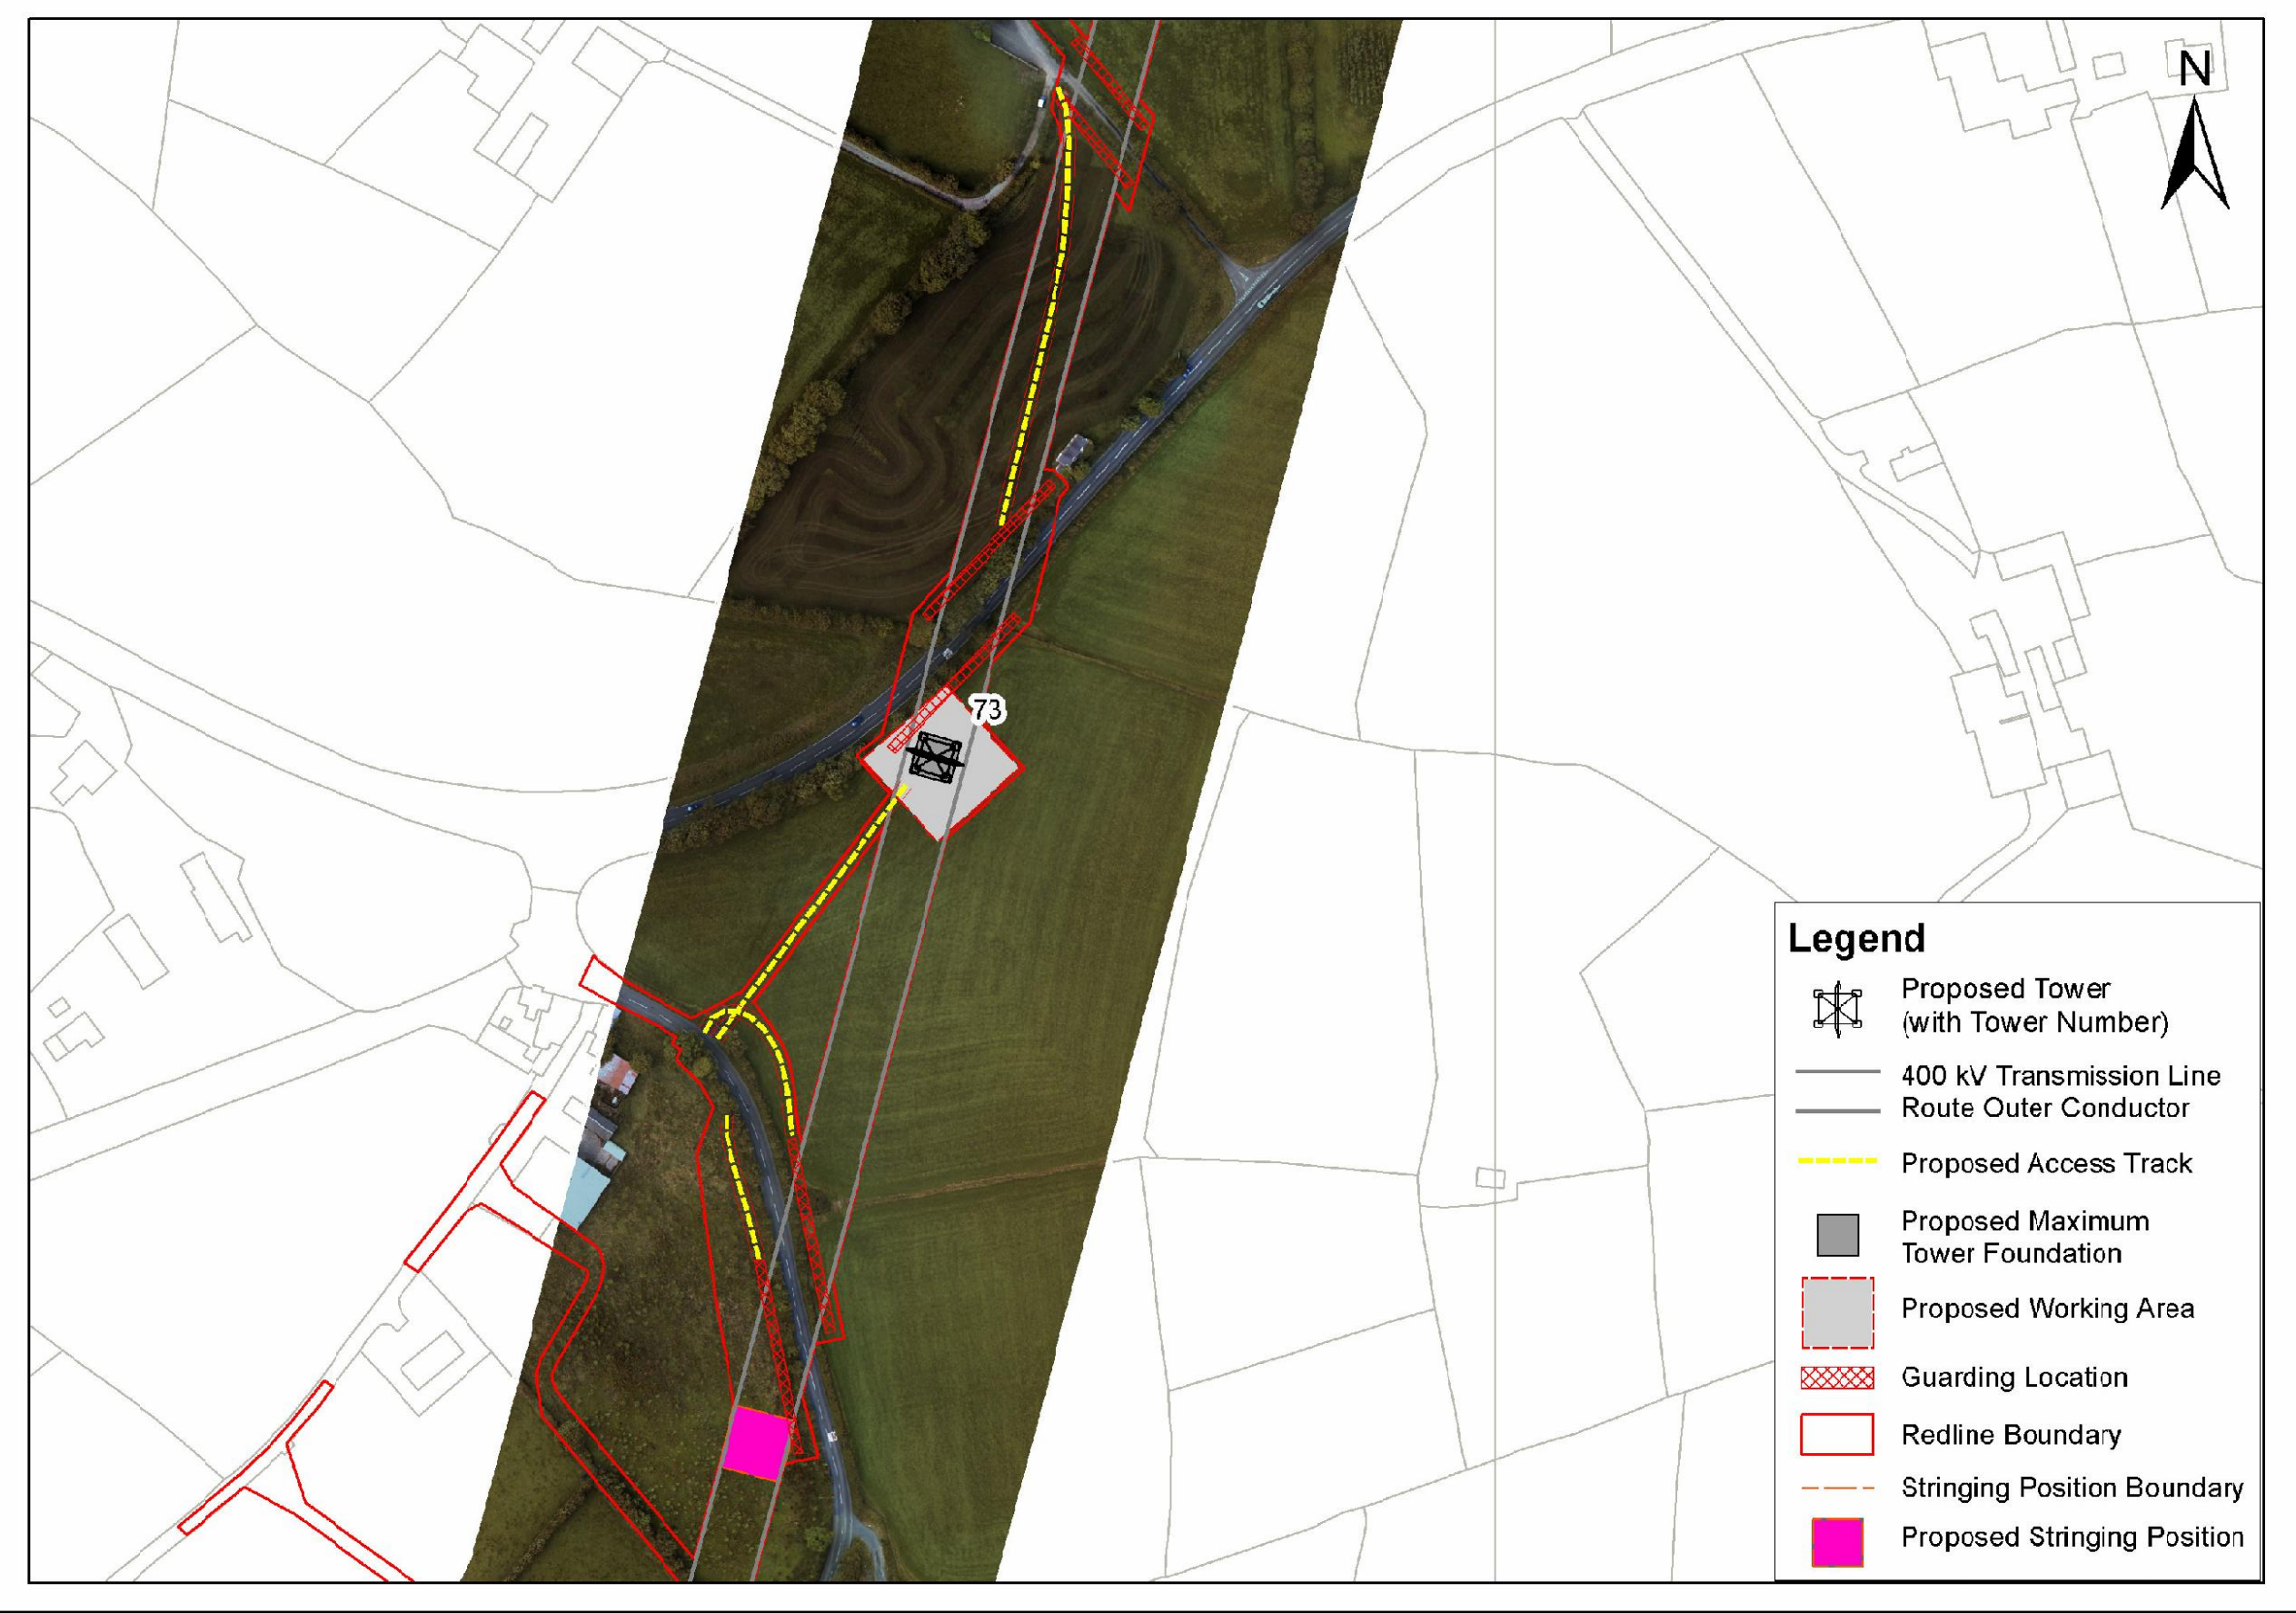 N
73
Legend
Proposed Tower
(with Tower Number)
400 kV Transmission Line
Route Outer Conductor
Proposed Access Track
Proposed Maximum
Tower Foundation
Proposed Working Area
Guarding Location
Redline Boundary
Stringing Position Boundary
Proposed Stringing Position